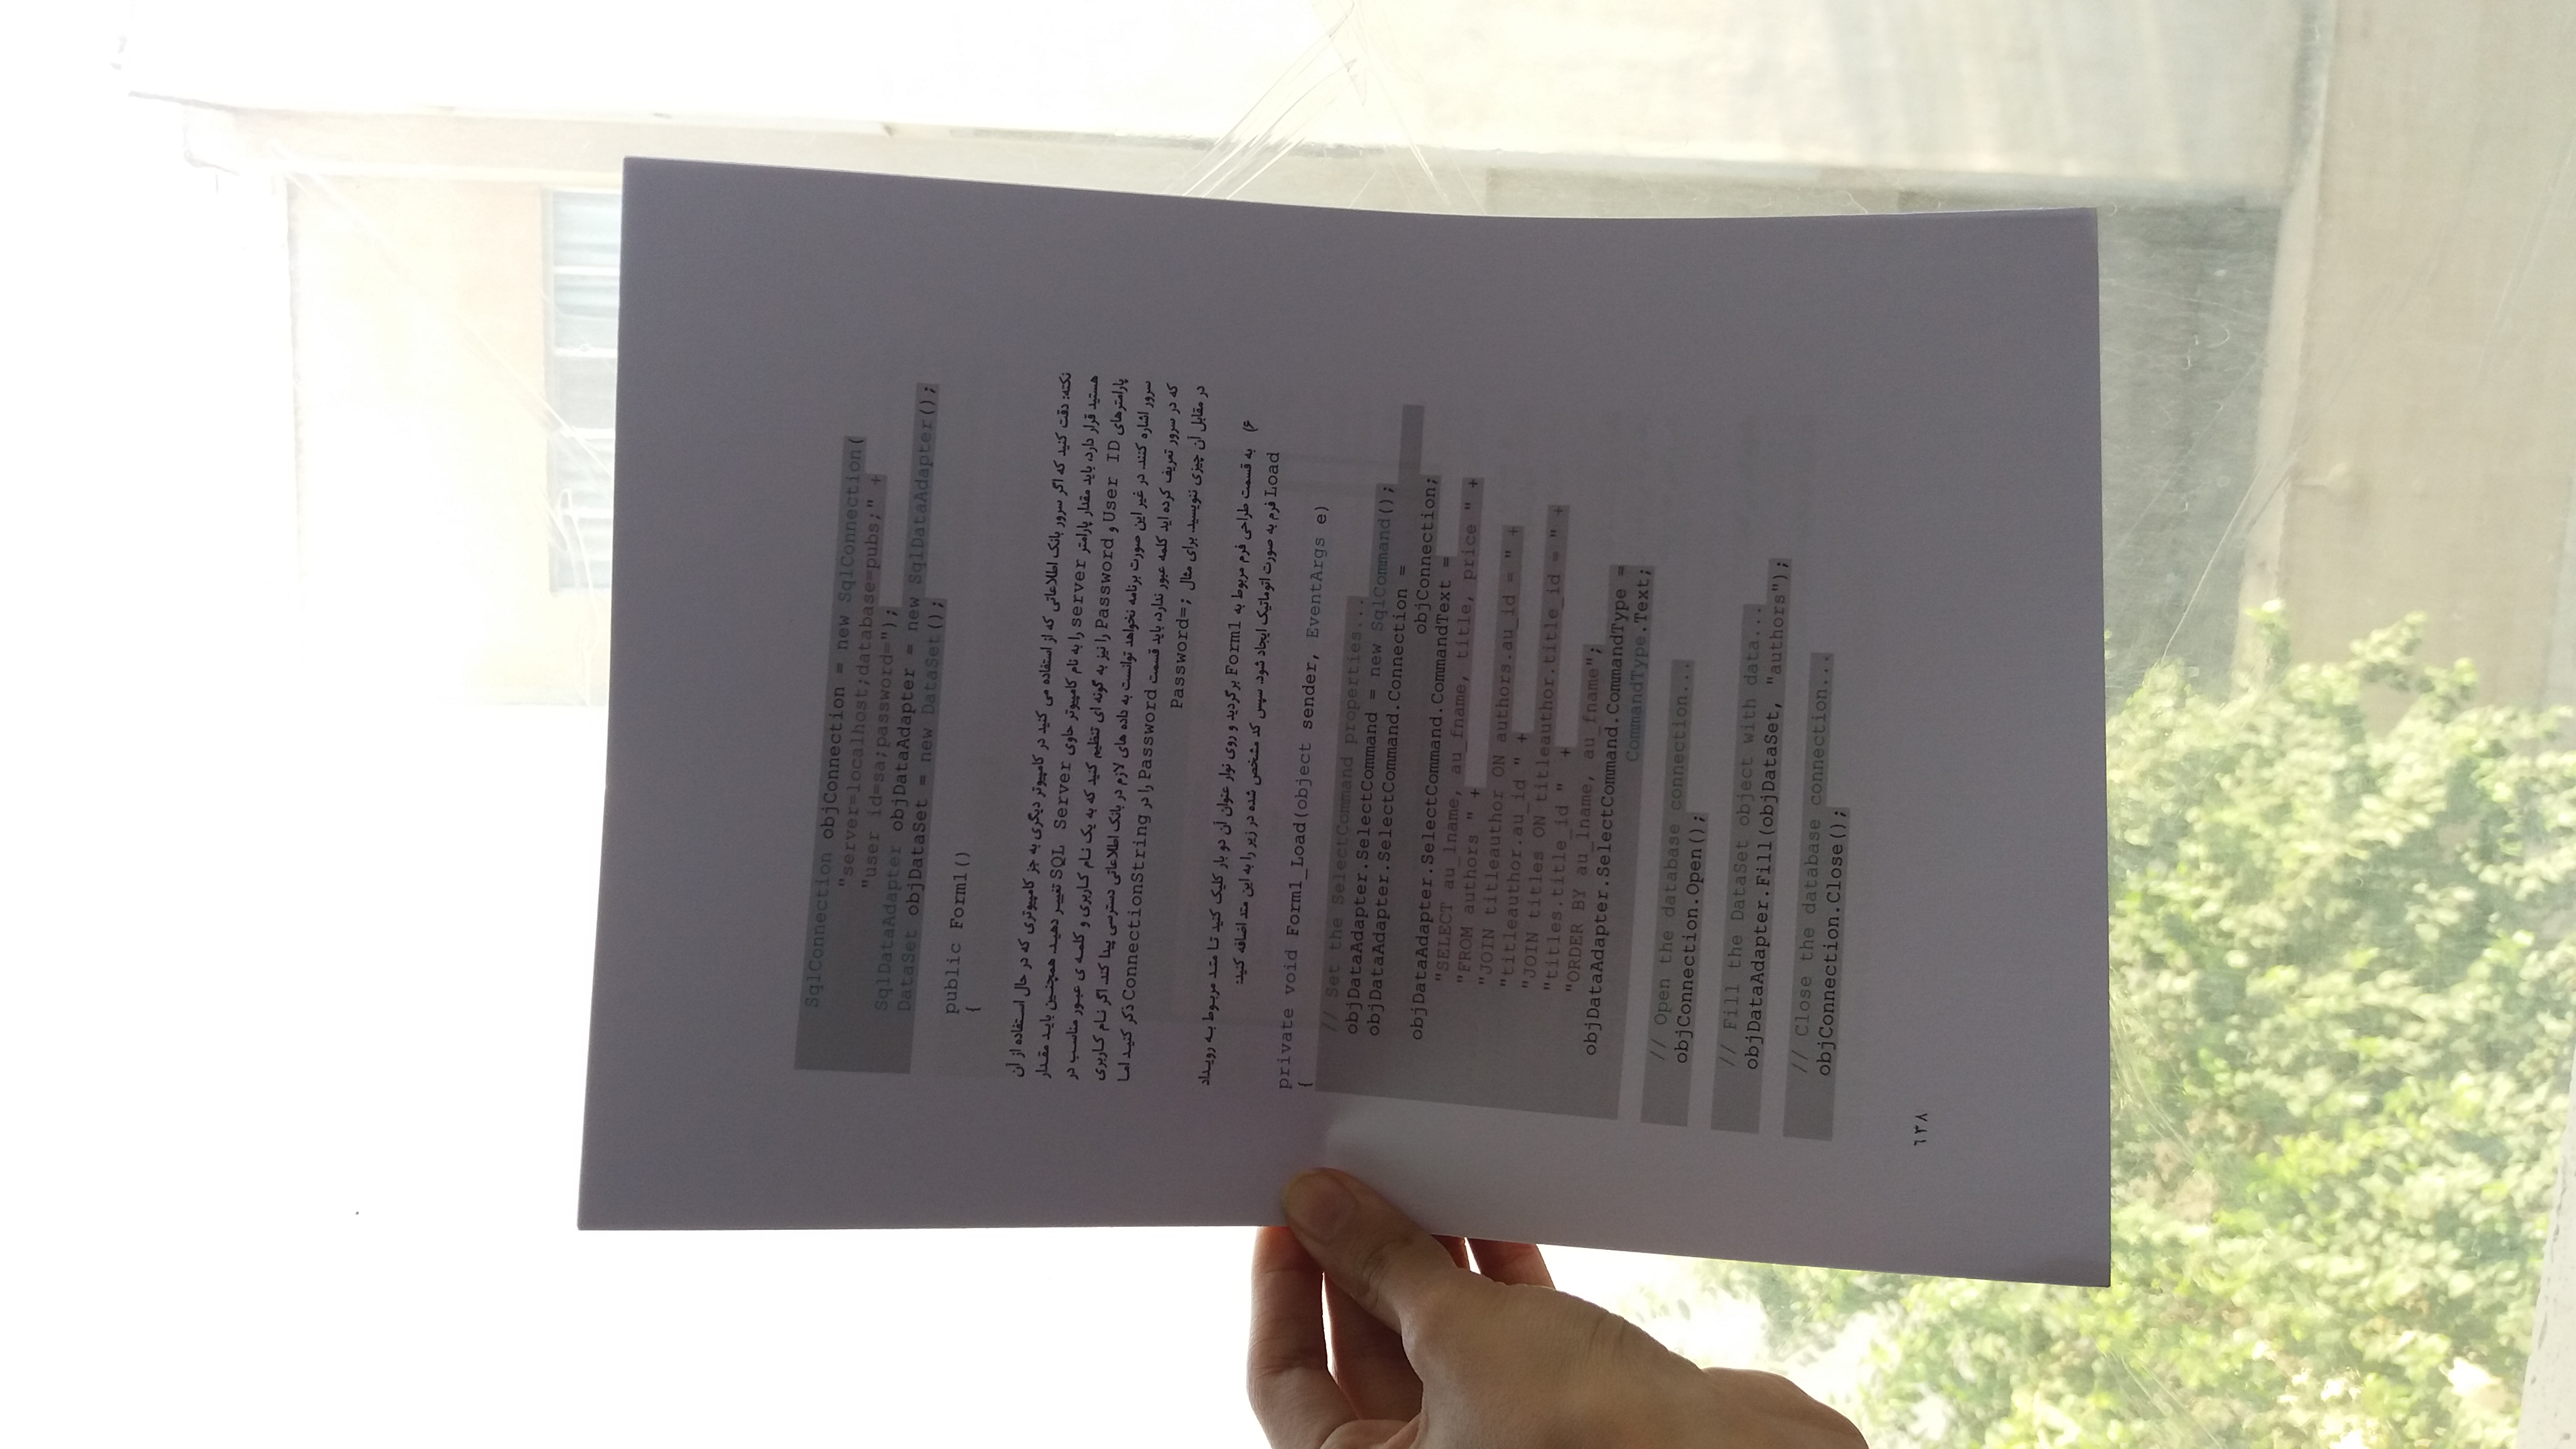 SqlConnection objConnection = new SqlConnection(
"server=localhost;database=pubs;" +
"user id=sa;password=");
SqlDataAdapter objDataAdapter = new SqlDataAdapter();
DataSet objDataSet = new DataSet();
public Form1()
{
نکته: دقت کنید که اگر سرور بانک اطلاعاتی که از استفاده می کنید در کامپیوتر دیگری به جز کامپیوتری که در حال استفاده از آن
هستید قرار دارد، باید مقدار پارامتر server را به نام کامپیوتر حاوی SQL Server تغییر دهید. همچنین باید مقدار
پارامترهای User ID و Password را نیز به گونه ای تنظیم کنید که به یک نام کاربری و کلمه ی عبور مناسب در
سرور اشاره کنند. در غیر این صورت برنامه نخواهد توانست به داده های لازم در بانک اطلاعاتی دسترسی پیدا کند. اگر نام کاربری
که در سرور تعریف کرده اید کلمه عبور ندارد، باید قسمت Password را در ConnectionString ذکر کنید اما
در مقابل آن چیزی ننویسید. برای مثال Password=;
۶) به قسمت طراحی فرم مربوط به Form1 برگردید و روی نوار عنوان آن دو بار کلیک کنید تا متد مربوط به رویداد
Load فرم به صورت اتوماتیک ایجاد شود. سپس کد مشخص شده در زیر را به این متد اضافه کنید:
private void Form1_Load(object sender, EventArgs e)
{
// Set the SelectCommand properties...
objDataAdapter.SelectCommand = new SqlCommand();
objDataAdapter.SelectCommand.Connection =
objConnection;
objDataAdapter.SelectCommand.CommandText =
"SELECT au_lname, au_fname, title, price " +
"FROM authors " +
"JOIN titleauthor ON authors.au_id = " +
"titleauthor.au_id " +
"JOIN titles ON titleauthor.title_id = " +
"titles.title_id " +
"ORDER BY au_lname, au_fname";
objDataAdapter.SelectCommand.CommandType =
CommandType.Text;
// Open the database connection...
objConnection.Open();
// Fill the DataSet object with data...
objDataAdapter.Fill(objDataSet, "authors");
// Close the database connection...
objConnection.Close();
٦٣٨